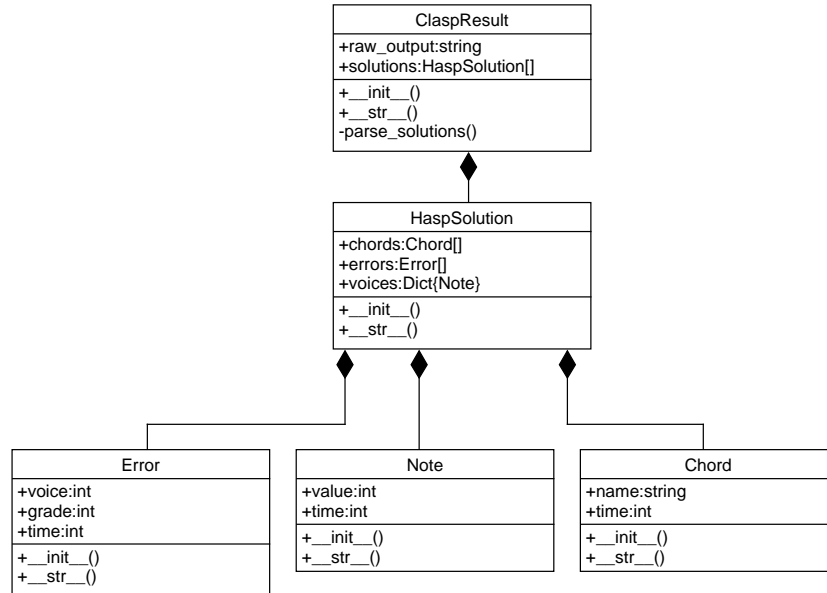 ClaspResult
+raw_output:string
+solutions:HaspSolution[]
+__init__()
+__str__()
-parse_solutions()
HaspSolution
+chords:Chord[]
+errors:Error[]
+voices:Dict{Note}
+__init__()
+__str__()
Error
+voice:int
+grade:int
+time:int
+__init__()
+__str__()
Note
+value:int
+time:int
+__init__()
+__str__()
Chord
+name:string
+time:int
+__init__()
+__str__()